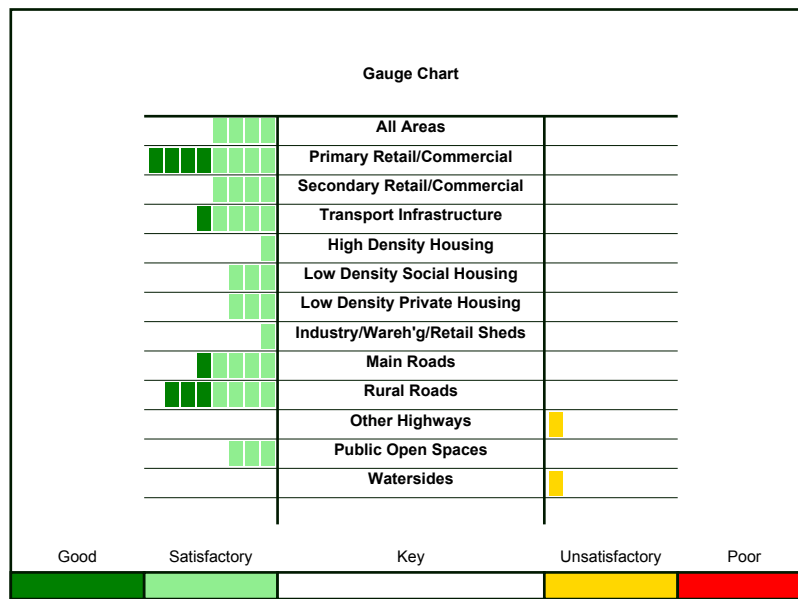 Gauge Chart
All Areas
Primary Retail/Commercial
Secondary Retail/Commercial
Transport Infrastructure
High Density Housing
Low Density Social Housing
Low Density Private Housing
Industry/Wareh'g/Retail Sheds
Main Roads
Rural Roads
Other Highways
Public Open Spaces
Watersides
Good Satisfactory Key Unsatisfactory Poor